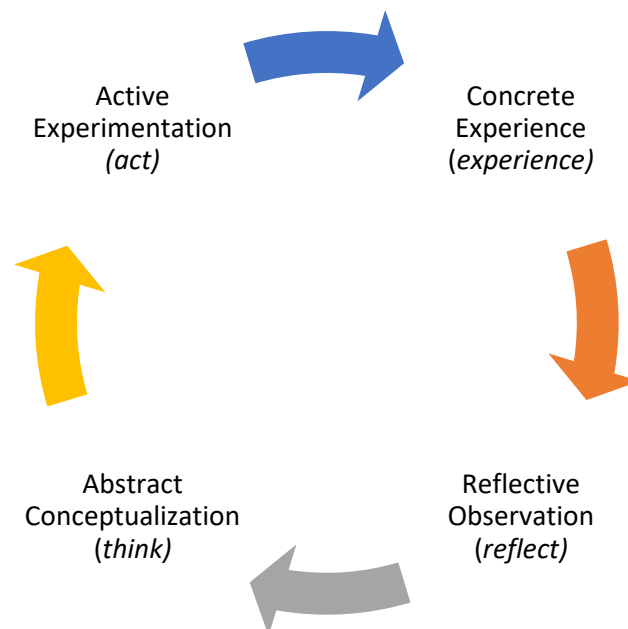 Active
Experimentation
(act)
Concrete
Experience
(experience)
Abstract
Conceptualization
(think)
Reflective
Observation
(reflect)